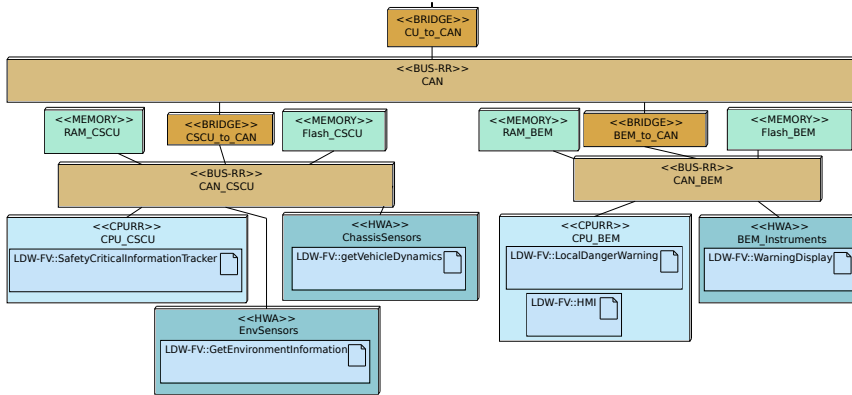 <<BRIDGE>>
CU_to_CAN
<<BUS-RR>>
CAN
<<MEMORY>>
RAM_CSCU
<<BRIDGE>>
CSCU_to_CAN
<<MEMORY>>
Flash_CSCU
<<MEMORY>>
RAM_BEM
<<BRIDGE>>
BEM_to_CAN
<<MEMORY>>
Flash_BEM
<<BUS-RR>>
CAN_CSCU
<<BUS-RR>>
CAN_BEM
<<CPURR>>
CPU_CSCU
LDW-FV::SafetyCriticalInformationTracker
<<HWA>>
ChassisSensors
LDW-FV::getVehicleDynamics
<<CPURR>>
CPU_BEM
LDW-FV::LocalDangerWarning
LDW-FV::HMI
<<HWA>>
BEM_Instruments
LDW-FV::WarningDisplay
<<HWA>>
EnvSensors
LDW-FV::GetEnvironmentInformation